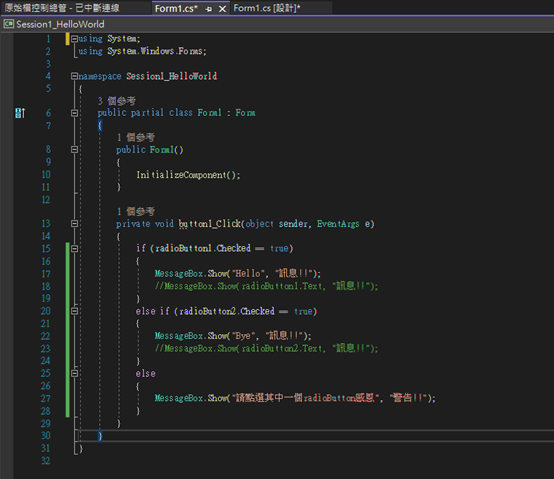 原始檔控制總管 - 已中斷連線 Form1.cs* Form1.cs [設計]*
Session1_HelloWorld
1 using System;
2 using System.Windows.Forms;
3
4 namespace Session1_HelloWorld
5 {
3 個參考
6 public partial class Form1 : Form
7 {
1 個參考
8 public Form1()
9 {
10 InitializeComponent();
11 }
12
1 個參考
13 private void button1_Click(object sender, EventArgs e)
14 {
15 if (radioButton1.Checked == true)
16 {
17 MessageBox.Show("Hello", "訊息!!");
18 //MessageBox.Show(radioButton1.Text, "訊息!!");
19 }
20 else if (radioButton2.Checked == true)
21 {
22 MessageBox.Show("Bye", "訊息!!");
23 //MessageBox.Show(radioButton2.Text, "訊息!!");
24 }
25 else
26 {
27 MessageBox.Show("請點選其中一個radioButton感恩", "警告!!");
28 }
29 }
30 }
31 }
32